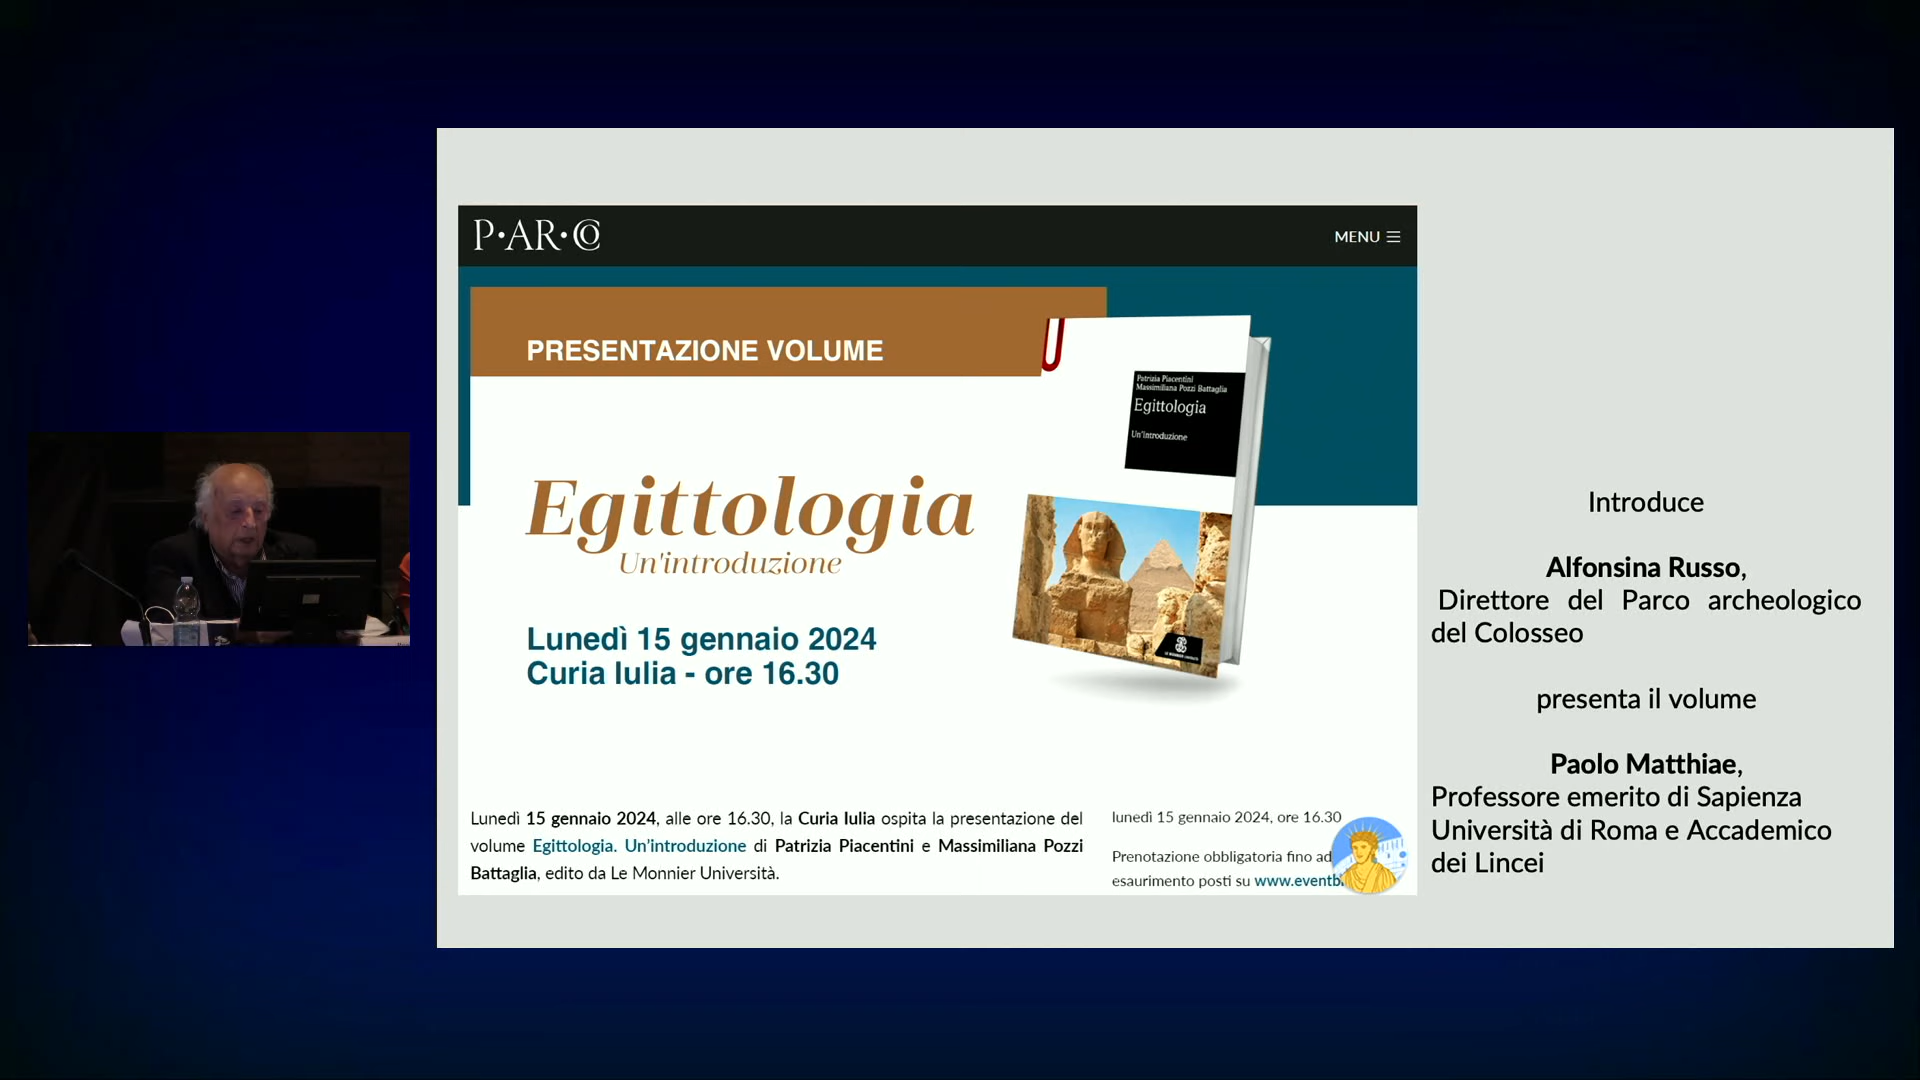 P·AR·CO
MENU
PRESENTAZIONE VOLUME
Patrizia Piacentini
Massimiliana Pozzi Battaglia
Egittologia
Un'introduzione
Egittologia
Un'introduzione
Lunedì 15 gennaio 2024
Curia Iulia - ore 16.30
Lunedì 15 gennaio 2024, alle ore 16.30, la Curia Iulia ospita la presentazione del
volume Egittologia. Un'introduzione di Patrizia Piacentini e Massimiliana Pozzi
Battaglia, edito da Le Monnier Università.
lunedì 15 gennaio 2024, ore 16.30
Prenotazione obbligatoria fino ad
esaurimento posti su www.eventb
Introduce
Alfonsina Russo,
Direttore del Parco archeologico
del Colosseo
presenta il volume
Paolo Matthiae,
Professore emerito di Sapienza
Università di Roma e Accademico
dei Lincei